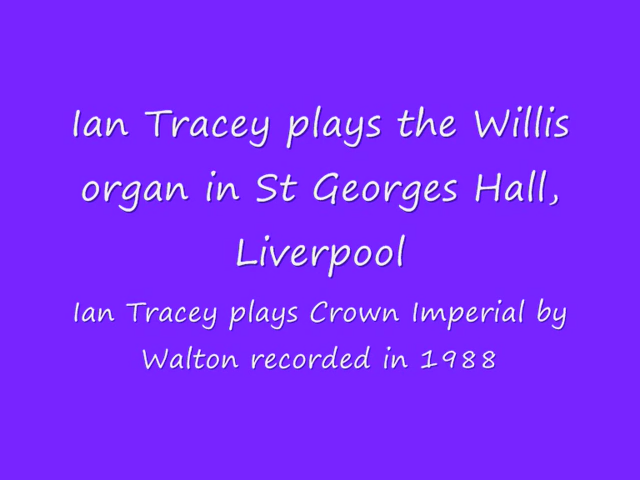 Ian Tracey plays the Willis
organ in St Georges Hall,
Liverpool
Ian Tracey plays Crown Imperial by
Walton recorded in 1988